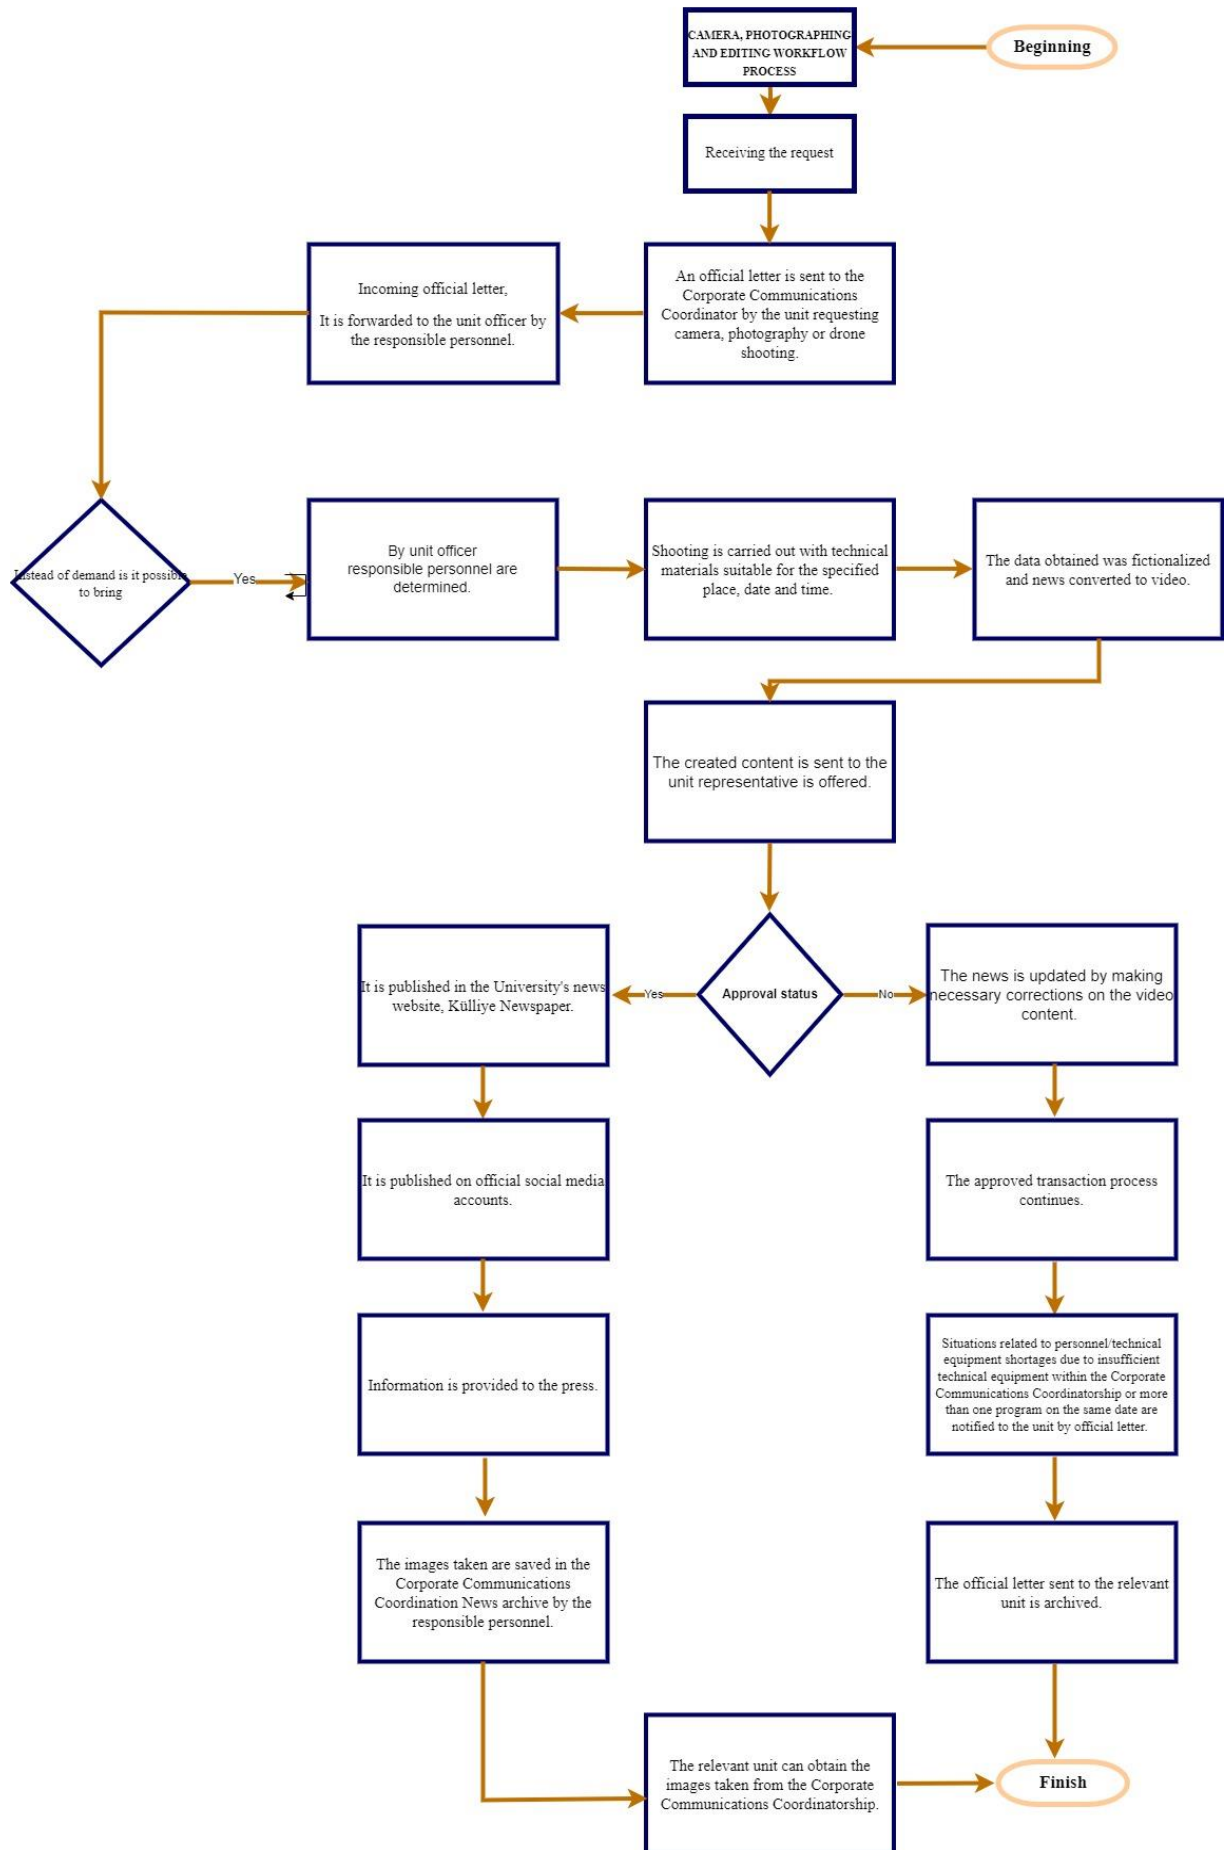 CAMERA, PHOTOGRAPHING
AND EDITING WORKFLOW
PROCESS
Beginning
Receiving the request
An official letter is sent to the
Corporate Communications
Coordinator by the unit requesting
camera, photography or drone
shooting.
Incoming official letter,
It is forwarded to the unit officer by
the responsible personnel.
Instead of demand is it possible
to bring
Yes
By unit officer
responsible personnel are
determined.
Shooting is carried out with technical
materials suitable for the specified
place, date and time.
The data obtained was fictionalized
and news converted to video.
The created content is sent to the
unit representative is offered.
Approval status
Yes
No
It is published in the University's news
website, Külliye Newspaper.
The news is updated by making
necessary corrections on the video
content.
It is published on official social media
accounts.
The approved transaction process
continues.
Information is provided to the press.
Situations related to personnel/technical
equipment shortages due to insufficient
technical equipment within the Corporate
Communications Coordinatorship or more
than one program on the same date are
notified to the unit by official letter.
The images taken are saved in the
Corporate Communications
Coordination News archive by the
responsible personnel.
The official letter sent to the relevant
unit is archived.
The relevant unit can obtain the
images taken from the Corporate
Communications Coordinatorship.
Finish